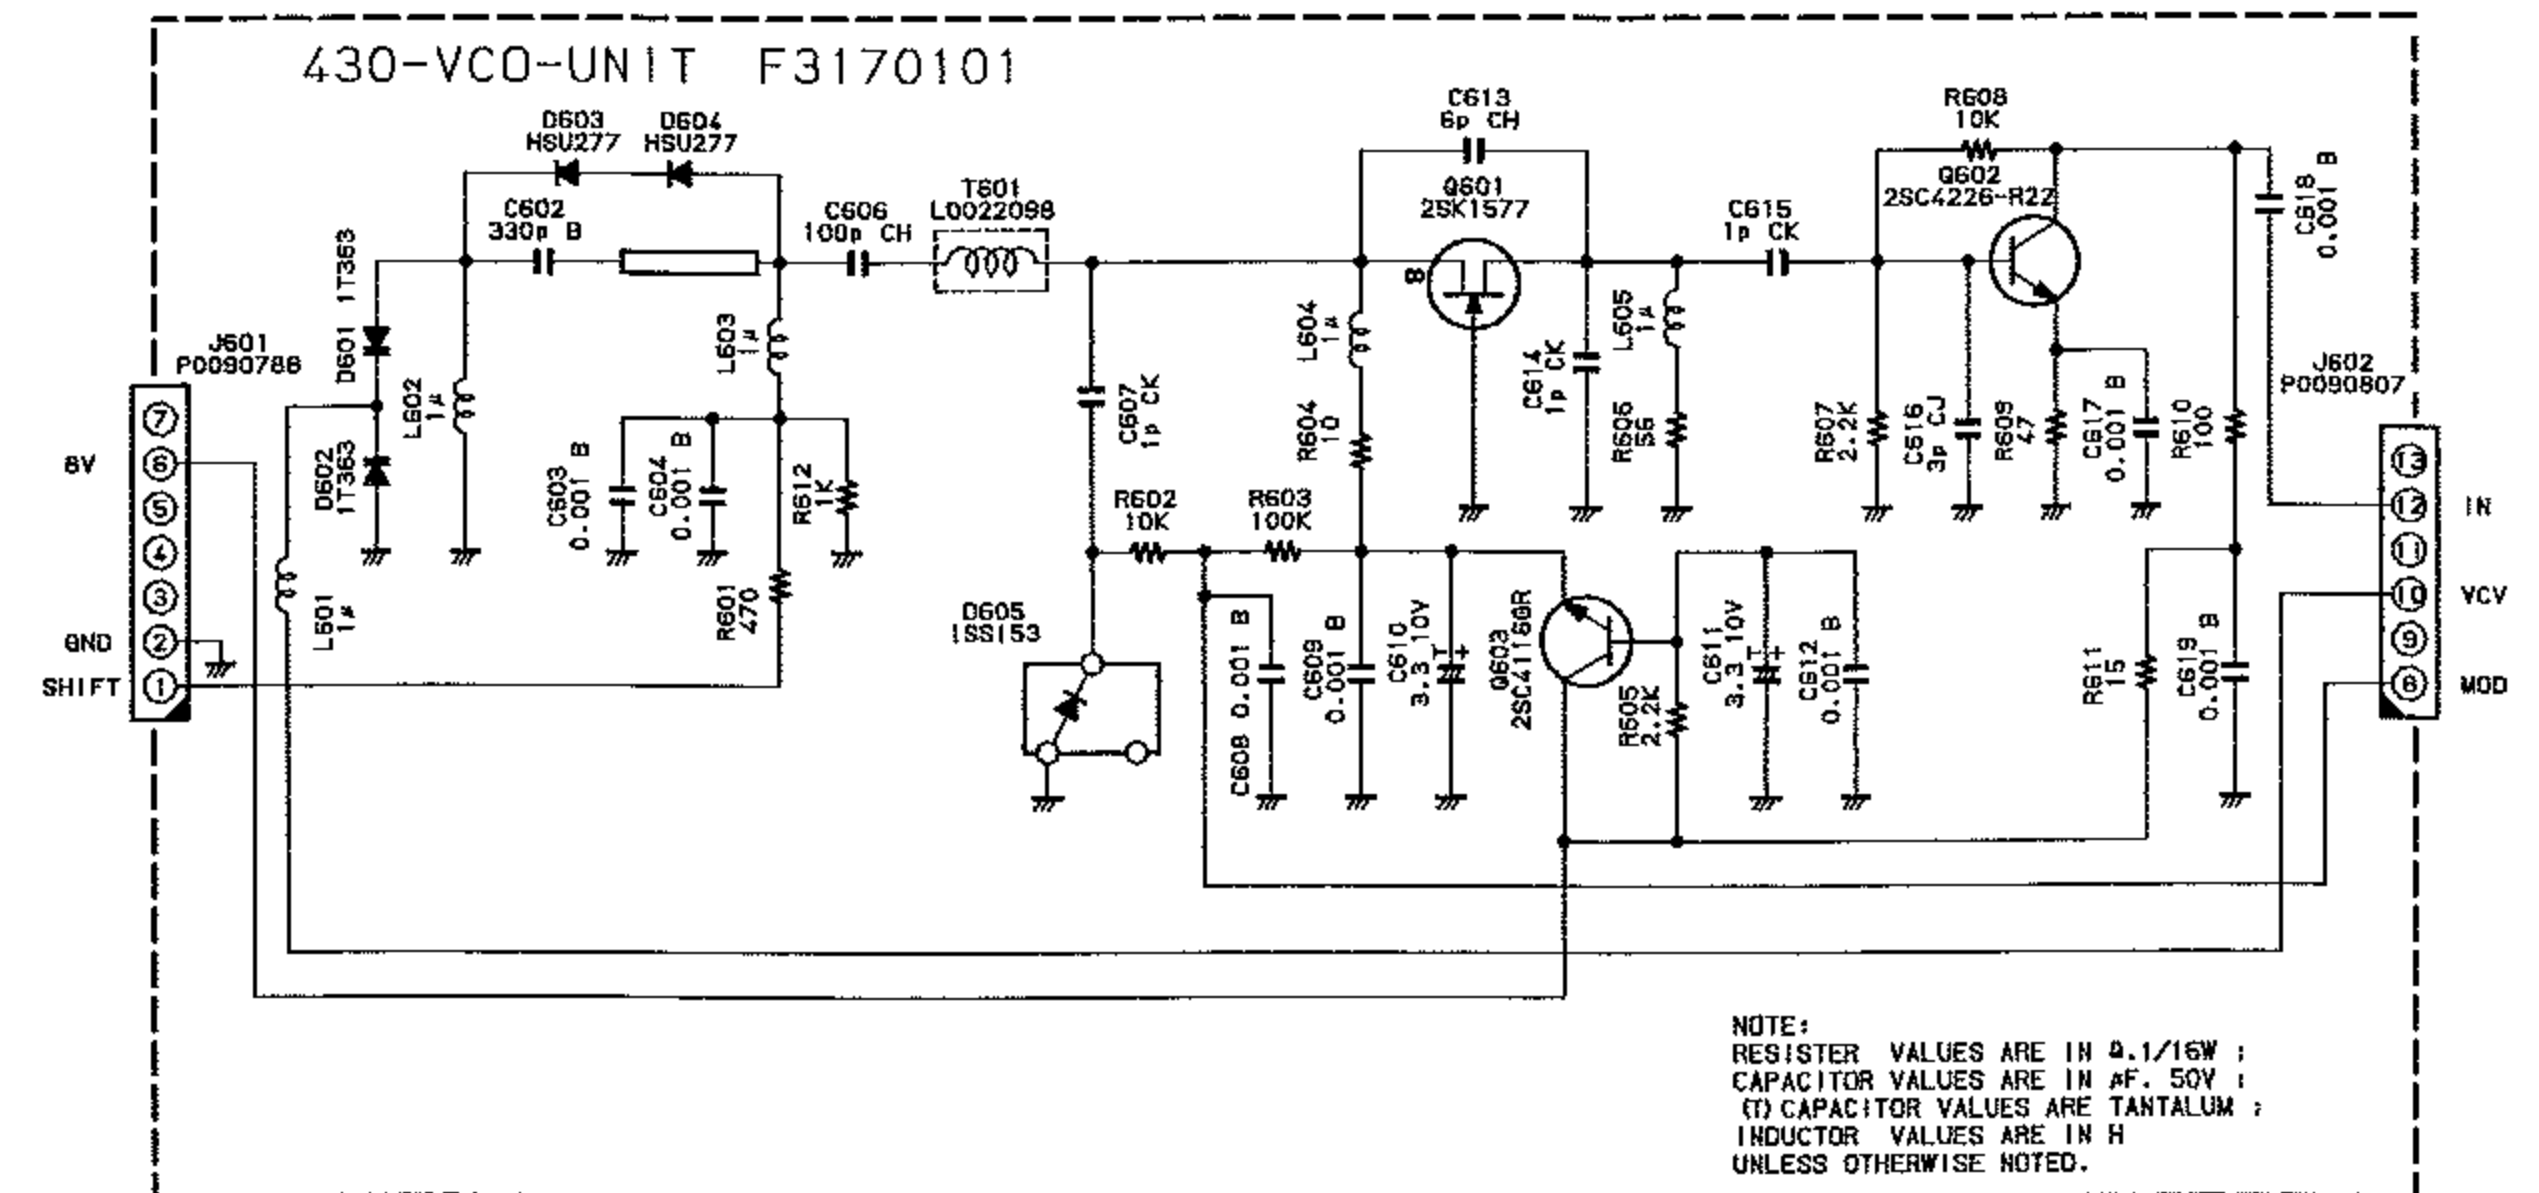 430-VCO-UNIT F3170101
D603
HSU277
D604
HSU277
C602
330p B
C606
100p CH
T601
L0022098
C613
6p CH
Q601
2SK1577
C615
1p CK
R608
10K
Q602
2SC4226-R22
C618
0.001 B
D601 1T363
J601
P0090786
L602
1μ
L603
1μ
C607
1p CK
L604
1μ
8
C614
1p CK
L605
1μ
J602
P0090807
D602
1T363
C603
0.001 B
C604
0.001 B
R612
1K
R604
10
R606
56
R607
2.2K
C616
3p CJ
R609
47
C617
0.001 B
R610
100
7
6
5
4
3
2
1
8V
GND
SHIFT
13
12
11
10
9
8
IN
VCV
MOD
L601
1μ
R601
470
R602
10K
R603
100K
D605
1SS153
C608 0.001 B
C609
0.001 B
C610
3.3 10V
T +
Q603
2SC4116GR
R605
2.2K
C611
3.3 10V
T +
C612
0.001 B
R611
15
C619
0.001 B
NOTE:
RESISTER VALUES ARE IN Ω.1/16W ;
CAPACITOR VALUES ARE IN μF. 50V ;
(T) CAPACITOR VALUES ARE TANTALUM ;
INDUCTOR VALUES ARE IN H
UNLESS OTHERWISE NOTED.